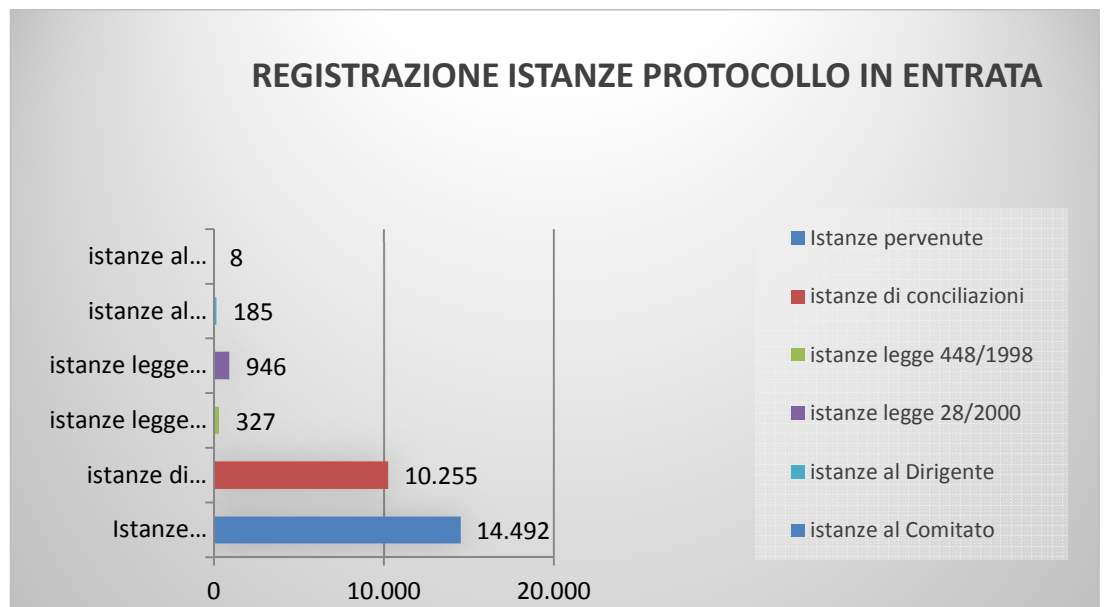 REGISTRAZIONE ISTANZE PROTOCOLLO IN ENTRATA
istanze al... 8
istanze al... 185
istanze legge... 946
istanze legge... 327
istanze di... 10.255
Istanze... 14.492
0 10.000 20.000
Istanze pervenute
istanze di conciliazioni
istanze legge 448/1998
istanze legge 28/2000
istanze al Dirigente
istanze al Comitato